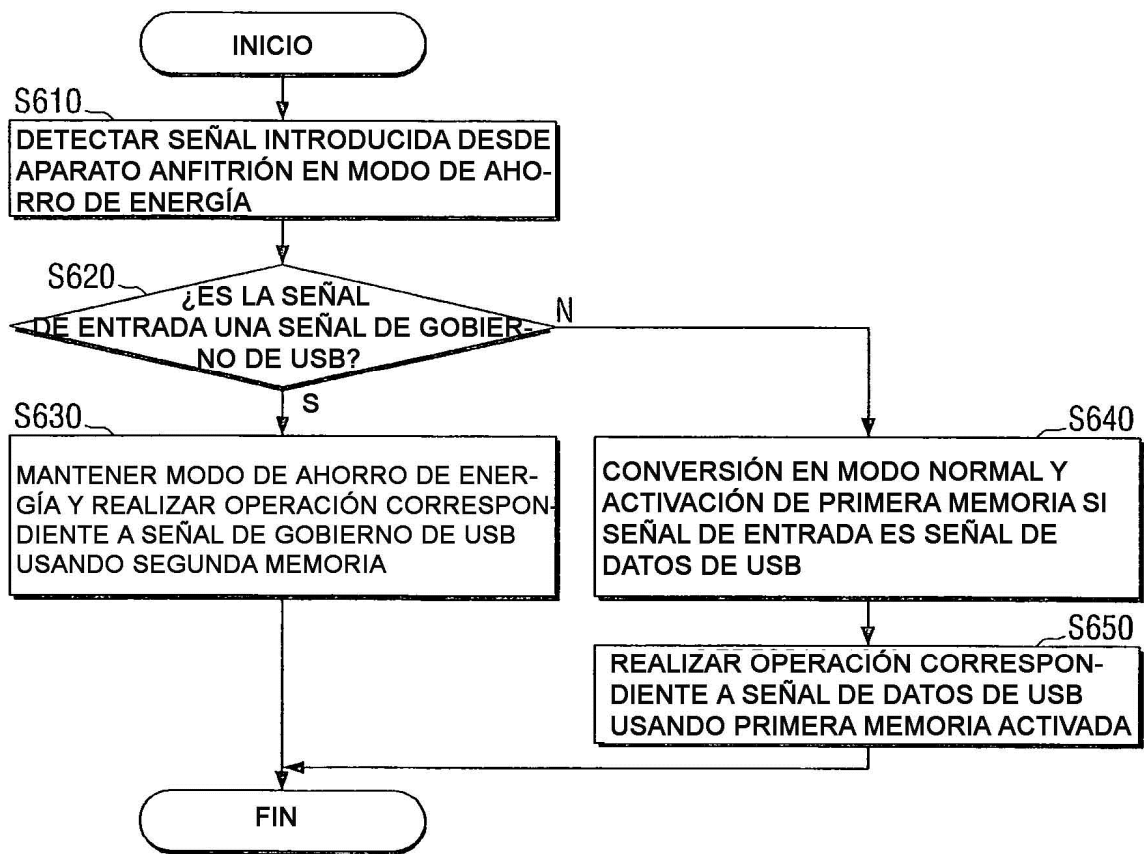 INICIO
S610
DETECTAR SEÑAL INTRODUCIDA DESDE
APARATO ANFITRIÓN EN MODO DE AHO-
RRO DE ENERGÍA
S620
¿ES LA SEÑAL
DE ENTRADA UNA SEÑAL DE GOBIER-
NO DE USB?
N
S
S630
MANTENER MODO DE AHORRO DE ENER-
GÍA Y REALIZAR OPERACIÓN CORRESPON-
DIENTE A SEÑAL DE GOBIERNO DE USB
USANDO SEGUNDA MEMORIA
S640
CONVERSIÓN EN MODO NORMAL Y
ACTIVACIÓN DE PRIMERA MEMORIA SI
SEÑAL DE ENTRADA ES SEÑAL DE
DATOS DE USB
S650
REALIZAR OPERACIÓN CORRESPON-
DIENTE A SEÑAL DE DATOS DE USB
USANDO PRIMERA MEMORIA ACTIVADA
FIN